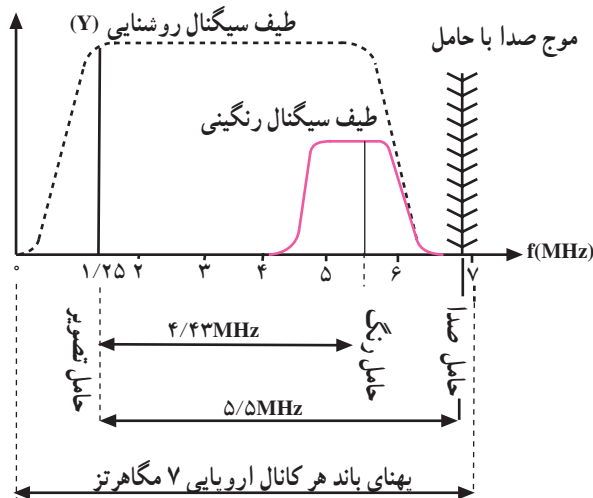 طیف سیگنال روشنایی (Y)
موج صدا با حامل
طیف سیگنال رنگینی
f(MHz)
۰ ۱/۲۵ ۲ ۳ ۴ ۵ ۶ ۷
حامل تصویر
حامل رنگ
حامل صدا
۴/۴۳MHz
۵/۵MHz
پهنای باند هر کانال اروپایی ۷ مگاهرتز